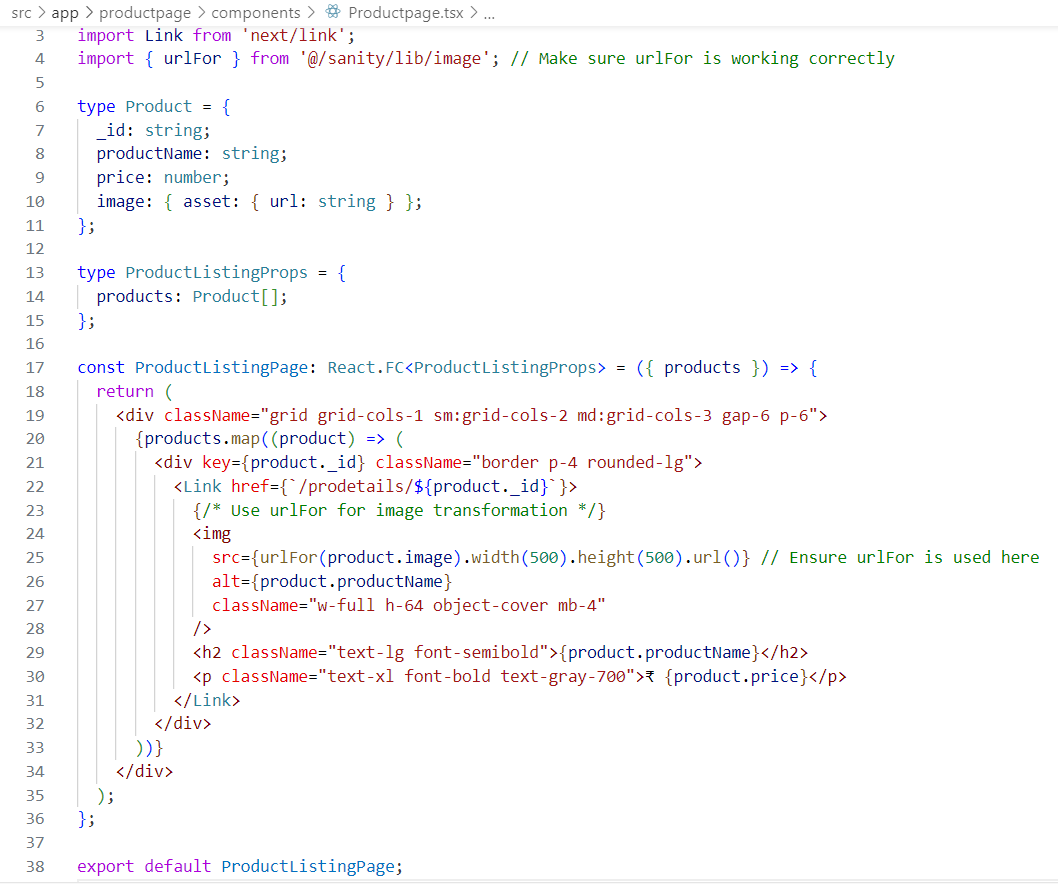 src > app > productpage > components > Productpage.tsx > ...
3 import Link from 'next/link';
4 import { urlFor } from '@/sanity/lib/image'; // Make sure urlFor is working correctly
5
6 type Product = {
7   _id: string;
8   productName: string;
9   price: number;
10   image: { asset: { url: string } };
11 };
12
13 type ProductListingProps = {
14   products: Product[];
15 };
16
17 const ProductListingPage: React.FC<ProductListingProps> = ({ products }) => {
18   return (
19     <div className="grid grid-cols-1 sm:grid-cols-2 md:grid-cols-3 gap-6 p-6">
20       {products.map((product) => (
21         <div key={product._id} className="border p-4 rounded-lg">
22           <Link href={`/prodetails/${product._id}`}>
23             {/* Use urlFor for image transformation */}
24             <img
25               src={urlFor(product.image).width(500).height(500).url()} // Ensure urlFor is used here
26               alt={product.productName}
27               className="w-full h-64 object-cover mb-4"
28             />
29             <h2 className="text-lg font-semibold">{product.productName}</h2>
30             <p className="text-xl font-bold text-gray-700">₹ {product.price}</p>
31           </Link>
32         </div>
33       ))}
34     </div>
35   );
36 };
37
38 export default ProductListingPage;